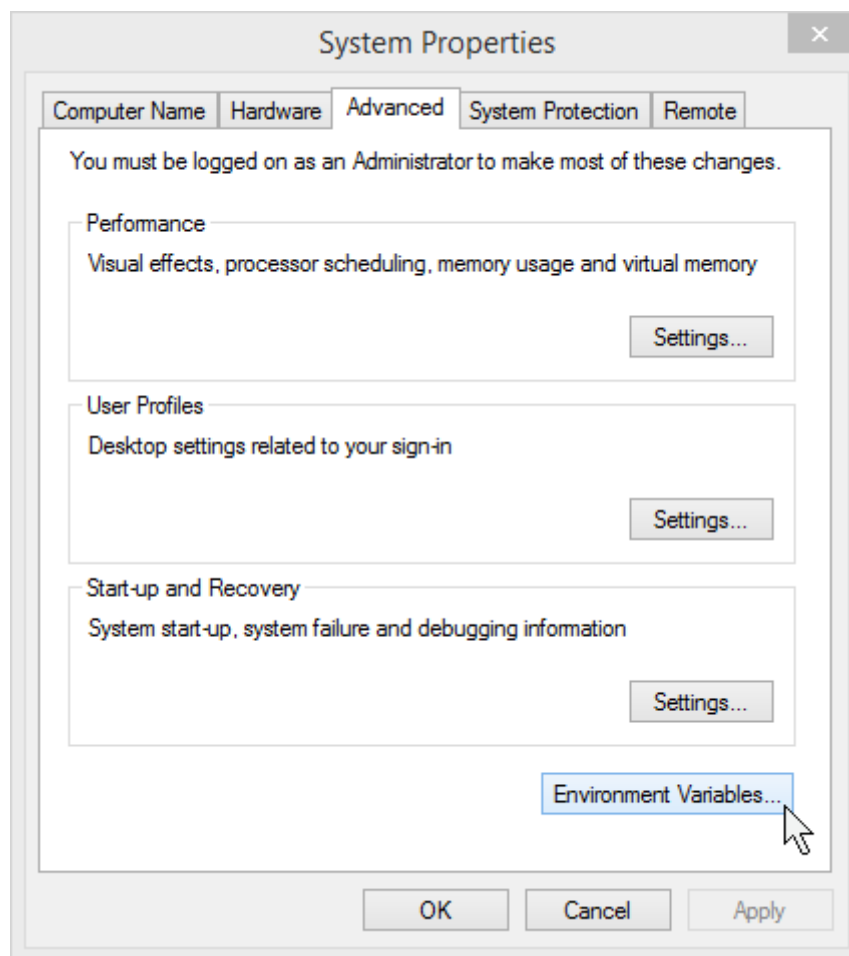 System Properties
×
Computer Name Hardware Advanced System Protection Remote
You must be logged on as an Administrator to make most of these changes.
Performance
Visual effects, processor scheduling, memory usage and virtual memory
Settings...
User Profiles
Desktop settings related to your sign-in
Settings...
Start-up and Recovery
System start-up, system failure and debugging information
Settings...
Environment Variables...
OK Cancel Apply